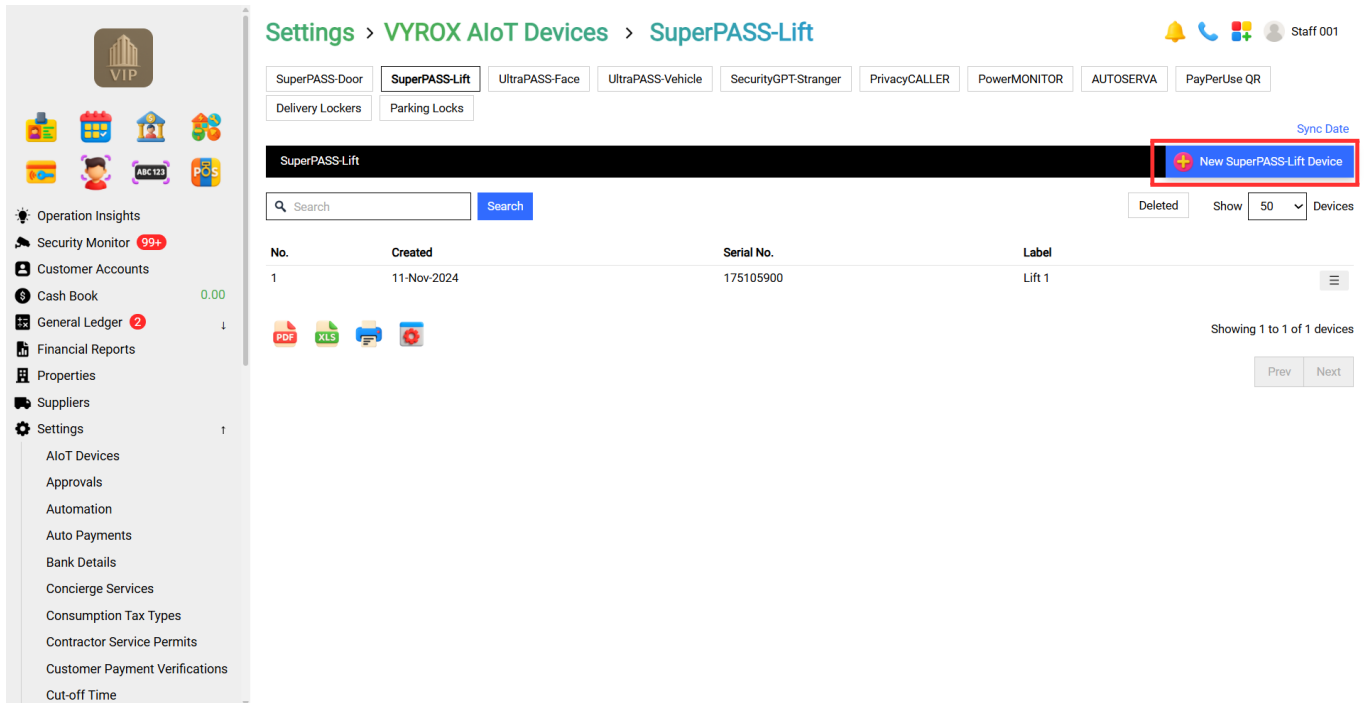 VIP
ABC 123
POS
Operation Insights
Security Monitor 99+
Customer Accounts
Cash Book 0.00
General Ledger 2 ↓
Financial Reports
Properties
Suppliers
Settings ↑
AIoT Devices
Approvals
Automation
Auto Payments
Bank Details
Concierge Services
Consumption Tax Types
Contractor Service Permits
Customer Payment Verifications
Cut-off Time
Settings › VYROX AIoT Devices › SuperPASS-Lift
Staff 001
SuperPASS-Door SuperPASS-Lift UltraPASS-Face UltraPASS-Vehicle SecurityGPT-Stranger PrivacyCALLER PowerMONITOR AUTOSERVA PayPerUse QR
Delivery Lockers Parking Locks
Sync Date
SuperPASS-Lift New SuperPASS-Lift Device
Search Search Deleted Show 50 Devices
No. Created Serial No. Label
1 11-Nov-2024 175105900 Lift 1
PDF XLS
Showing 1 to 1 of 1 devices
Prev Next